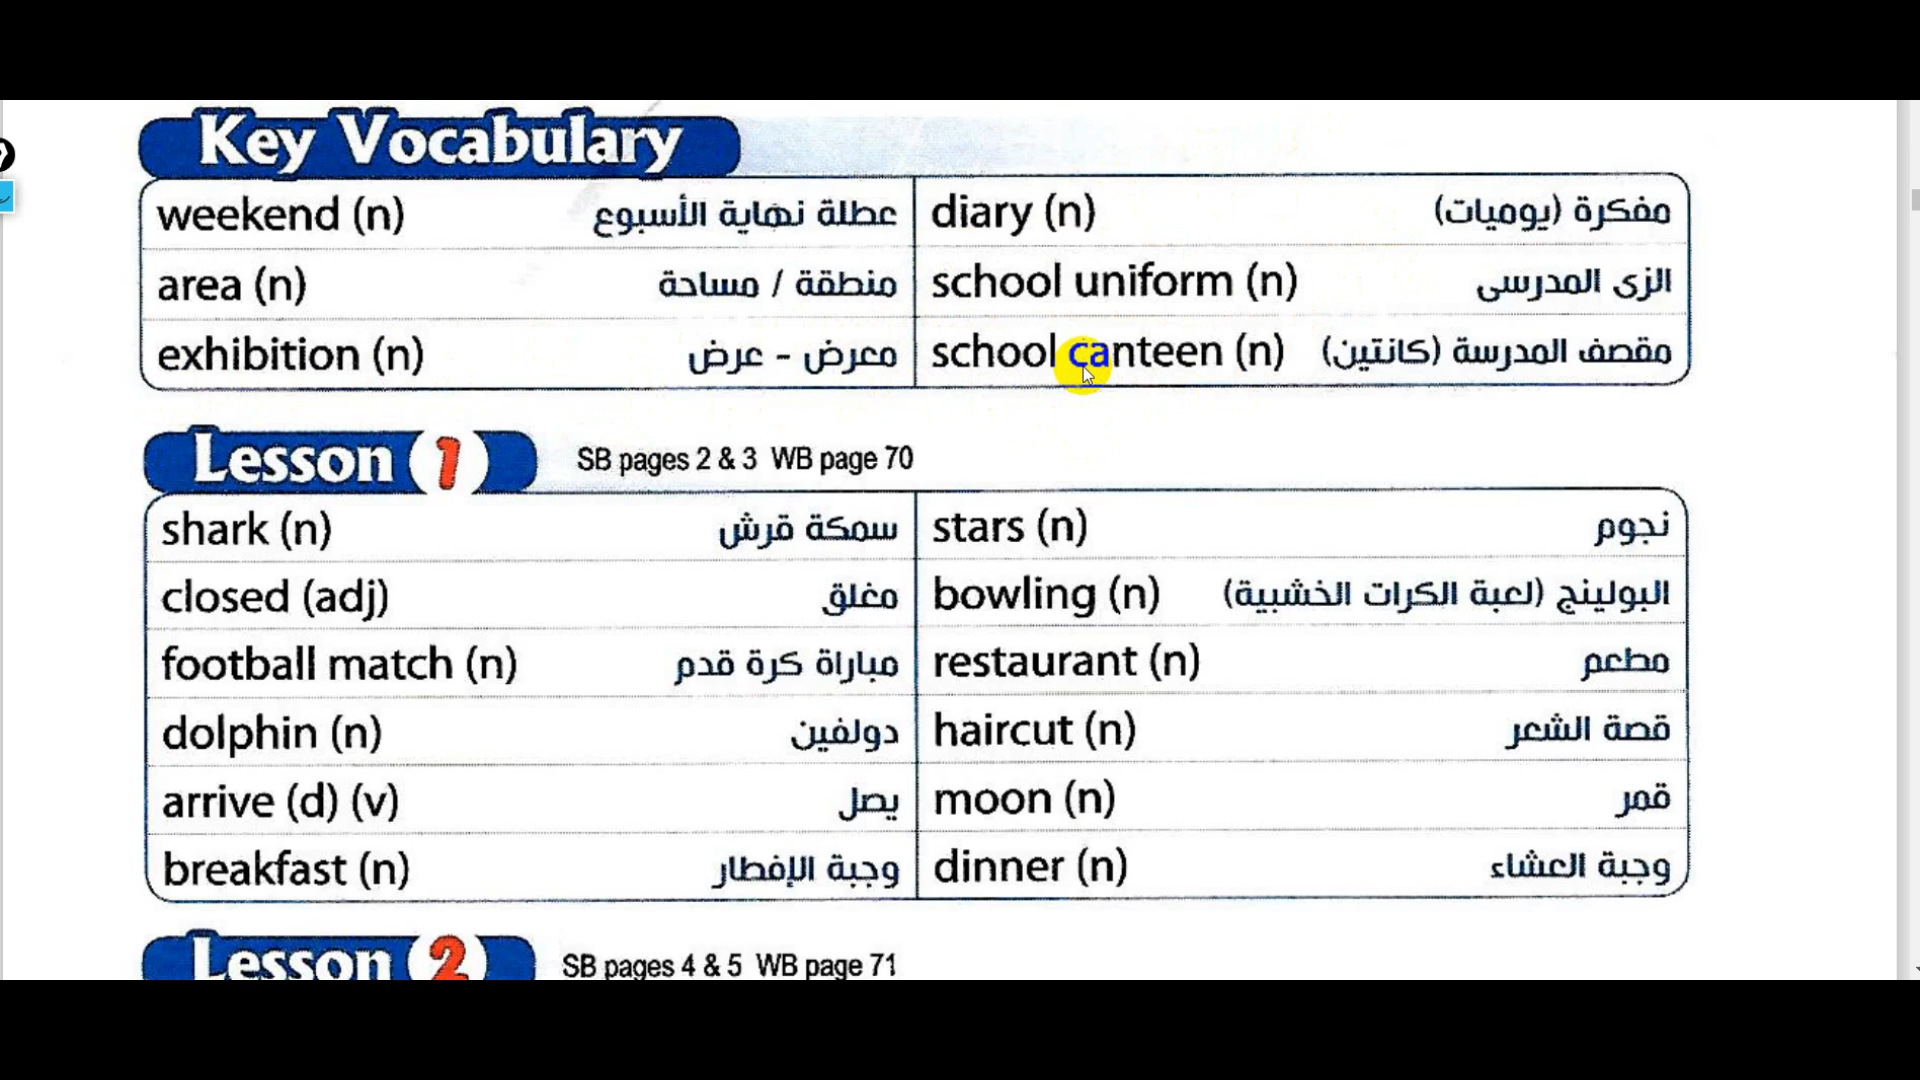 Key Vocabulary
weekend (n) عطلة نهاية الأسبوع
diary (n) مفكرة (يوميات)
area (n) منطقة / مساحة
school uniform (n) الزى المدرسى
exhibition (n) معرض - عرض
school canteen (n) مقصف المدرسة (كانتين)
Lesson (1) SB pages 2 & 3 WB page 70
shark (n) سمكة قرش
stars (n) نجوم
closed (adj) مغلق
bowling (n) البولينج (لعبة الكرات الخشبية)
football match (n) مباراة كرة قدم
restaurant (n) مطعم
dolphin (n) دولفين
haircut (n) قصة الشعر
arrive (d) (v) يصل
moon (n) قمر
breakfast (n) وجبة الإفطار
dinner (n) وجبة العشاء
Lesson (2) SB pages 4 & 5 WB page 71